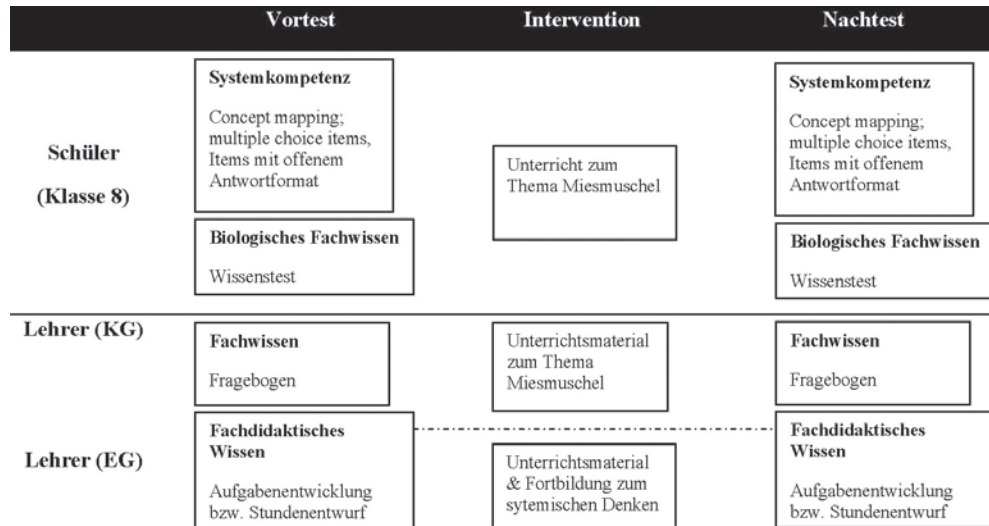 Vortest Intervention Nachtest
Schüler
(Klasse 8)
Systemkompetenz
Concept mapping;
multiple choice items,
Items mit offenem
Antwortformat
Biologisches Fachwissen
Wissenstest
Unterricht zum
Thema Miesmuschel
Systemkompetenz
Concept mapping;
multiple choice items,
Items mit offenem
Antwortformat
Biologisches Fachwissen
Wissenstest
Lehrer (KG)
Fachwissen
Fragebogen
Unterrichtsmaterial
zum Thema
Miesmuschel
Fachwissen
Fragebogen
Lehrer (EG)
Fachdidaktisches
Wissen
Aufgabenentwicklung
bzw. Stundenentwurf
Unterrichtsmaterial
& Fortbildung zum
sytemischen Denken
Fachdidaktisches
Wissen
Aufgabenentwicklung
bzw. Stundenentwurf